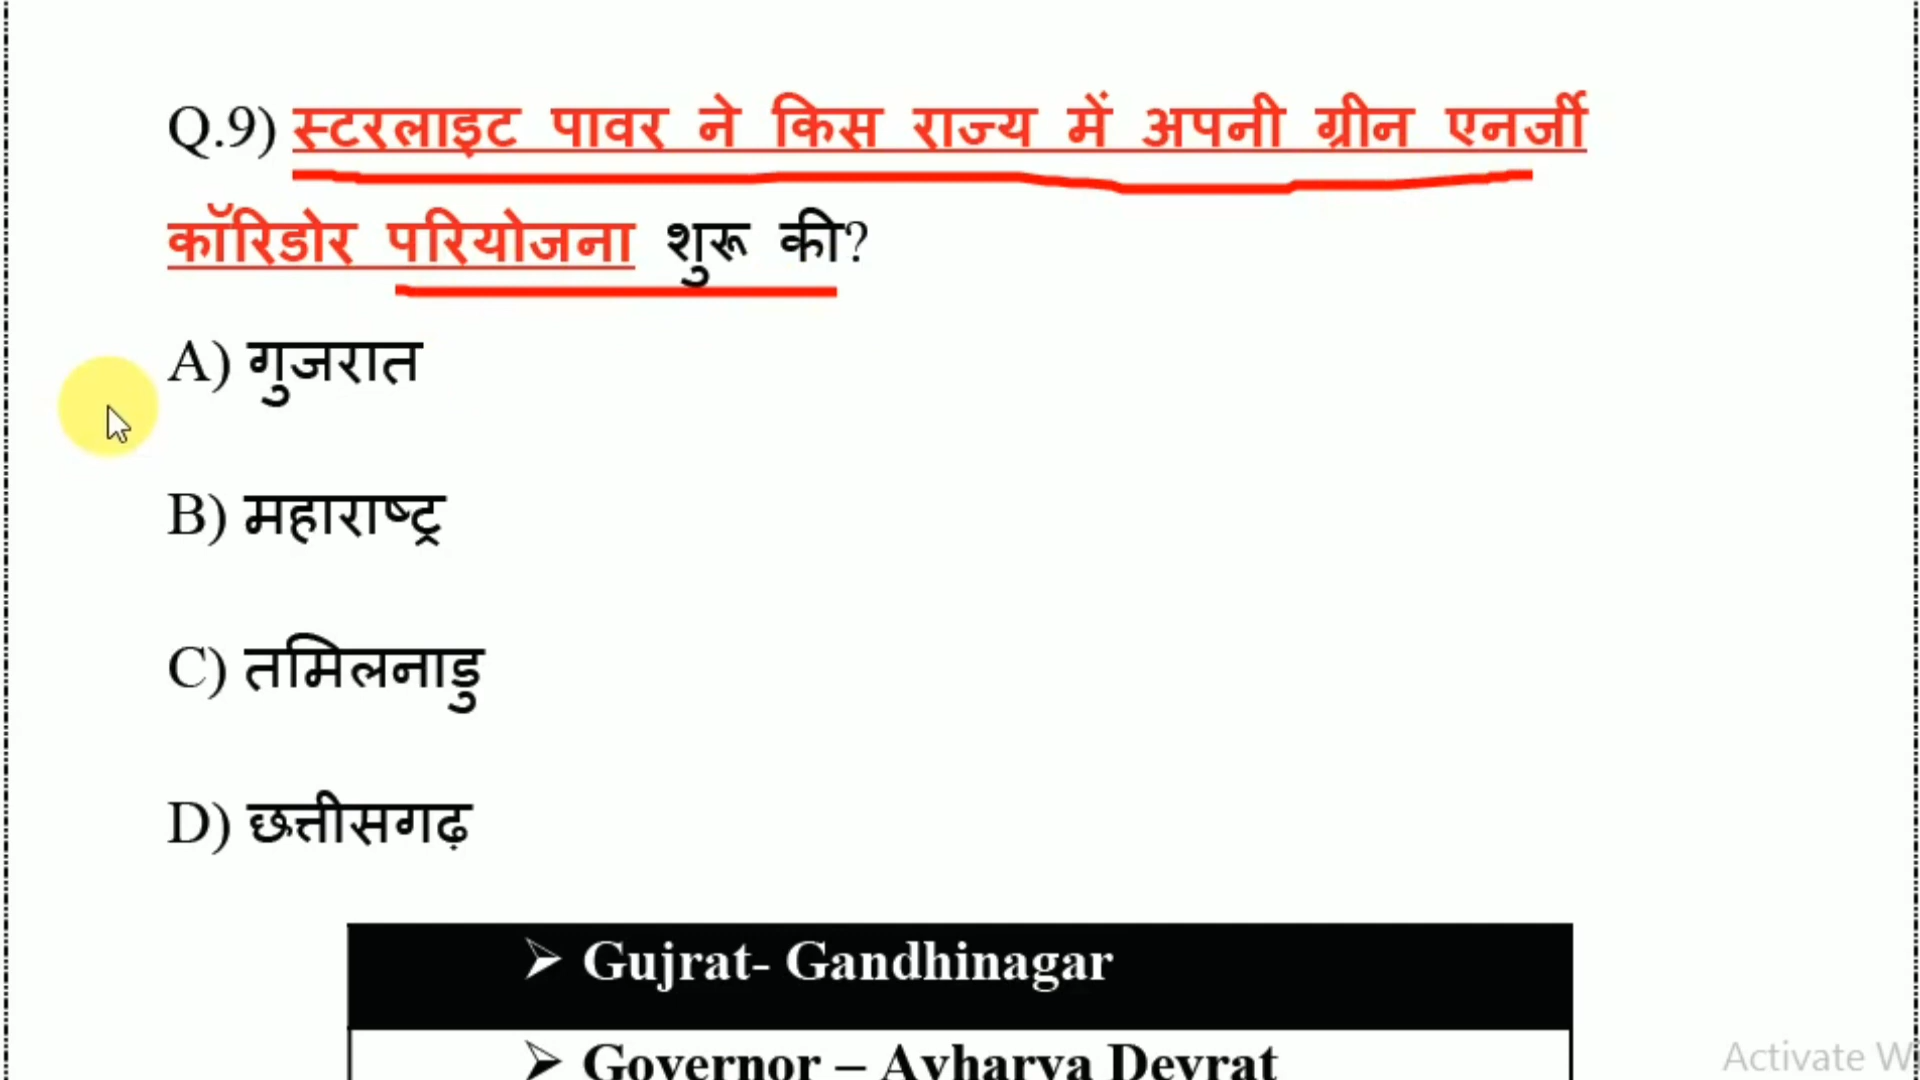 Q.9) स्टरलाइट पावर ने किस राज्य में अपनी ग्रीन एनर्जी
कॉरिडोर परियोजना शुरू की?
A) गुजरात
B) महाराष्ट्र
C) तमिलनाडु
D) छत्तीसगढ़
➢ Gujrat- Gandhinagar
➢ Governor – Ayharya Devrat
Activate W